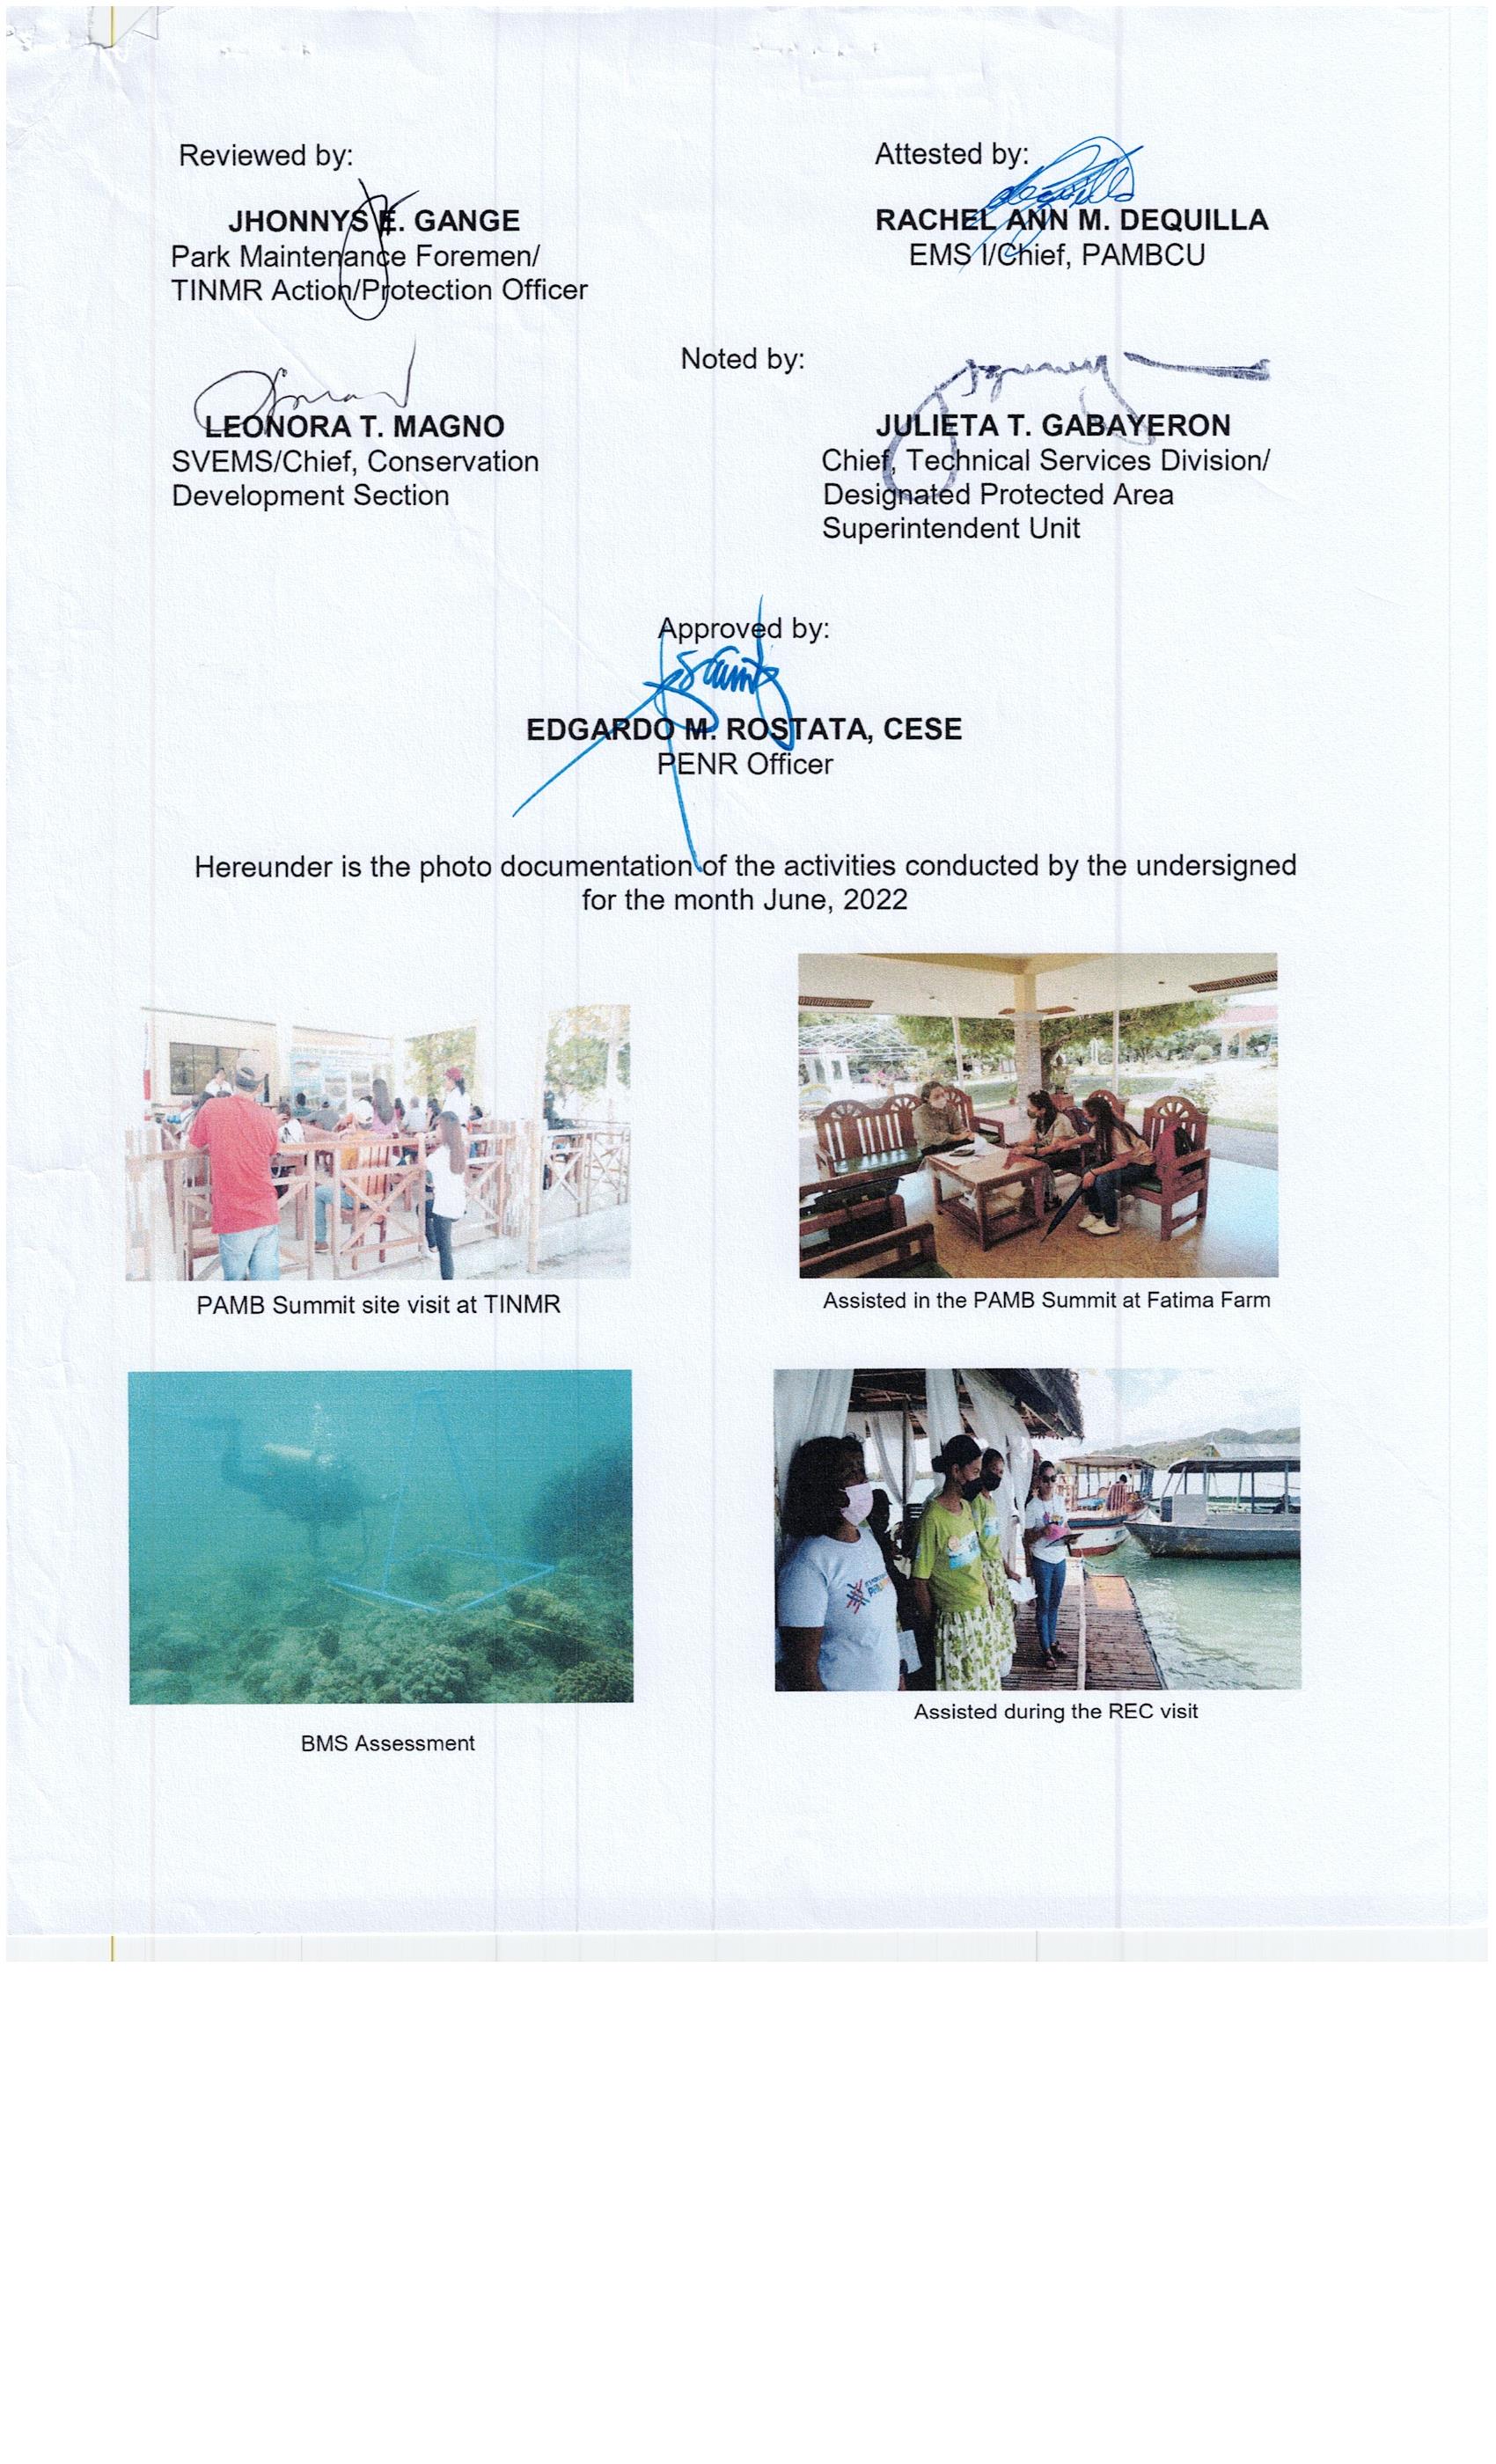 Reviewed by:
Attested by:
JHONNYS E. GANGE
RACHEL ANN M. DEQUILLA
Park Maintenance Foremen/
EMS I/Chief, PAMBCU
TINMR Action/Protection Officer
Noted by:
LEONORA T. MAGNO
JULIETA T. GABAYERON
SVEMS/Chief, Conservation
Chief, Technical Services Division/
Development Section
Designated Protected Area
Superintendent Unit
Approved by:
EDGARDO M. ROSTATA, CESE
PENR Officer
Hereunder is the photo documentation of the activities conducted by the undersigned
for the month June, 2022
PAMB Summit site visit at TINMR
Assisted in the PAMB Summit at Fatima Farm
Assisted during the REC visit
BMS Assessment